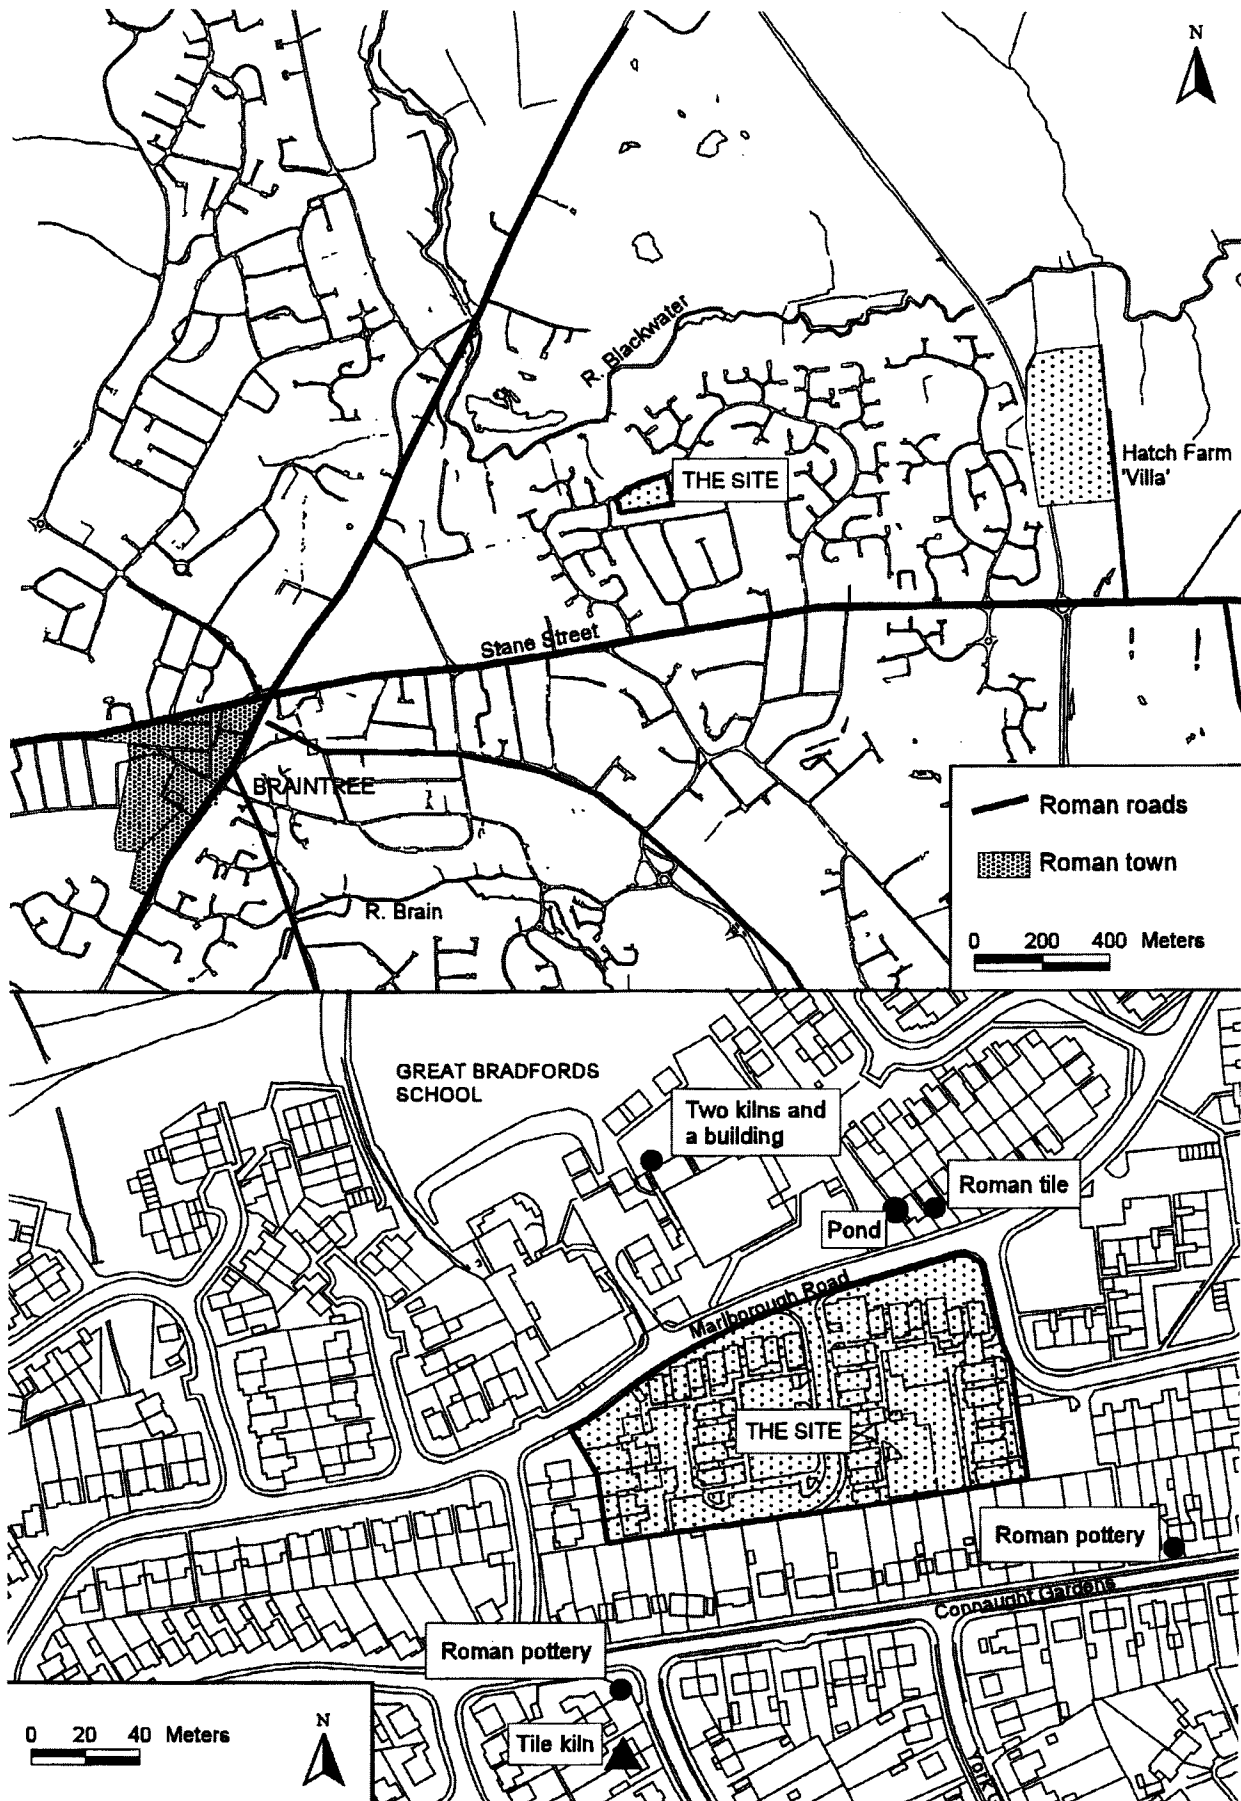 N
R. Blackwater
THE SITE
Hatch Farm
'Villa'
Stane Street
BRAINTREE
R. Brain
Roman roads
Roman town
0 200 400 Meters
GREAT BRADFORDS
SCHOOL
Two kilns and
a building
Roman tile
Pond
Marlborough Road
THE SITE
Roman pottery
Connaught Gardens
Roman pottery
Tile kiln
York
0 20 40 Meters
N